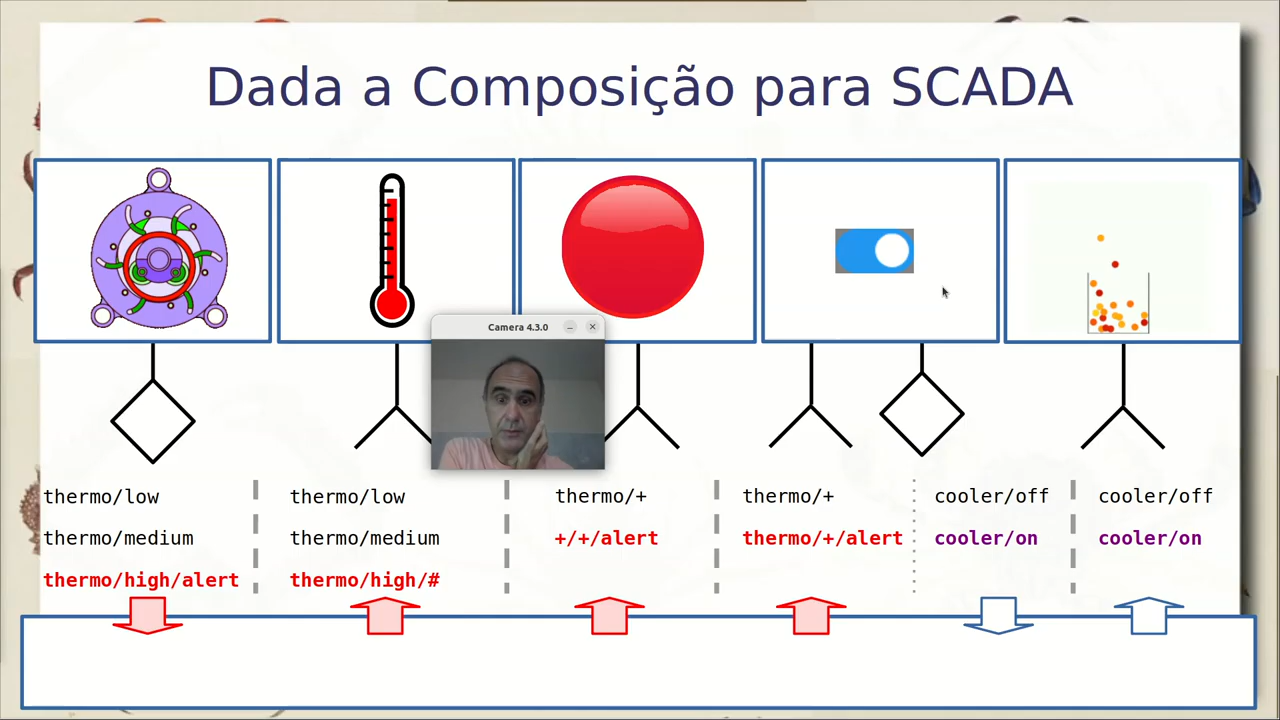 Dada a Composição para SCADA
Camera 4.3.0
thermo/low
thermo/medium
thermo/high/alert
thermo/low
thermo/medium
thermo/high/#
thermo/+
+/+/alert
thermo/+
thermo/+/alert
cooler/off
cooler/on
cooler/off
cooler/on